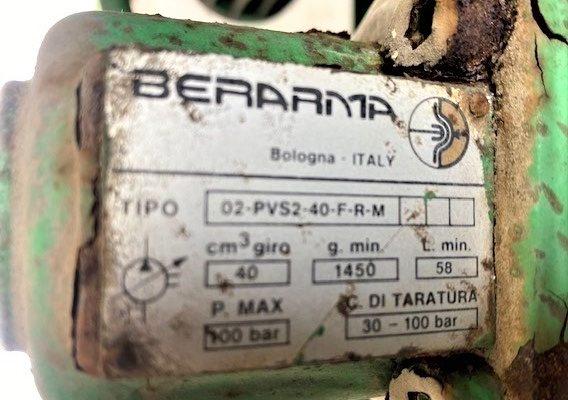 BERARMA
Bologna - ITALY
TIPO 02-PVS2-40-F-R-M
cm³ giro g. min. L. min.
40 1450 58
P. MAX C. DI TARATURA
100 bar 30 - 100 bar